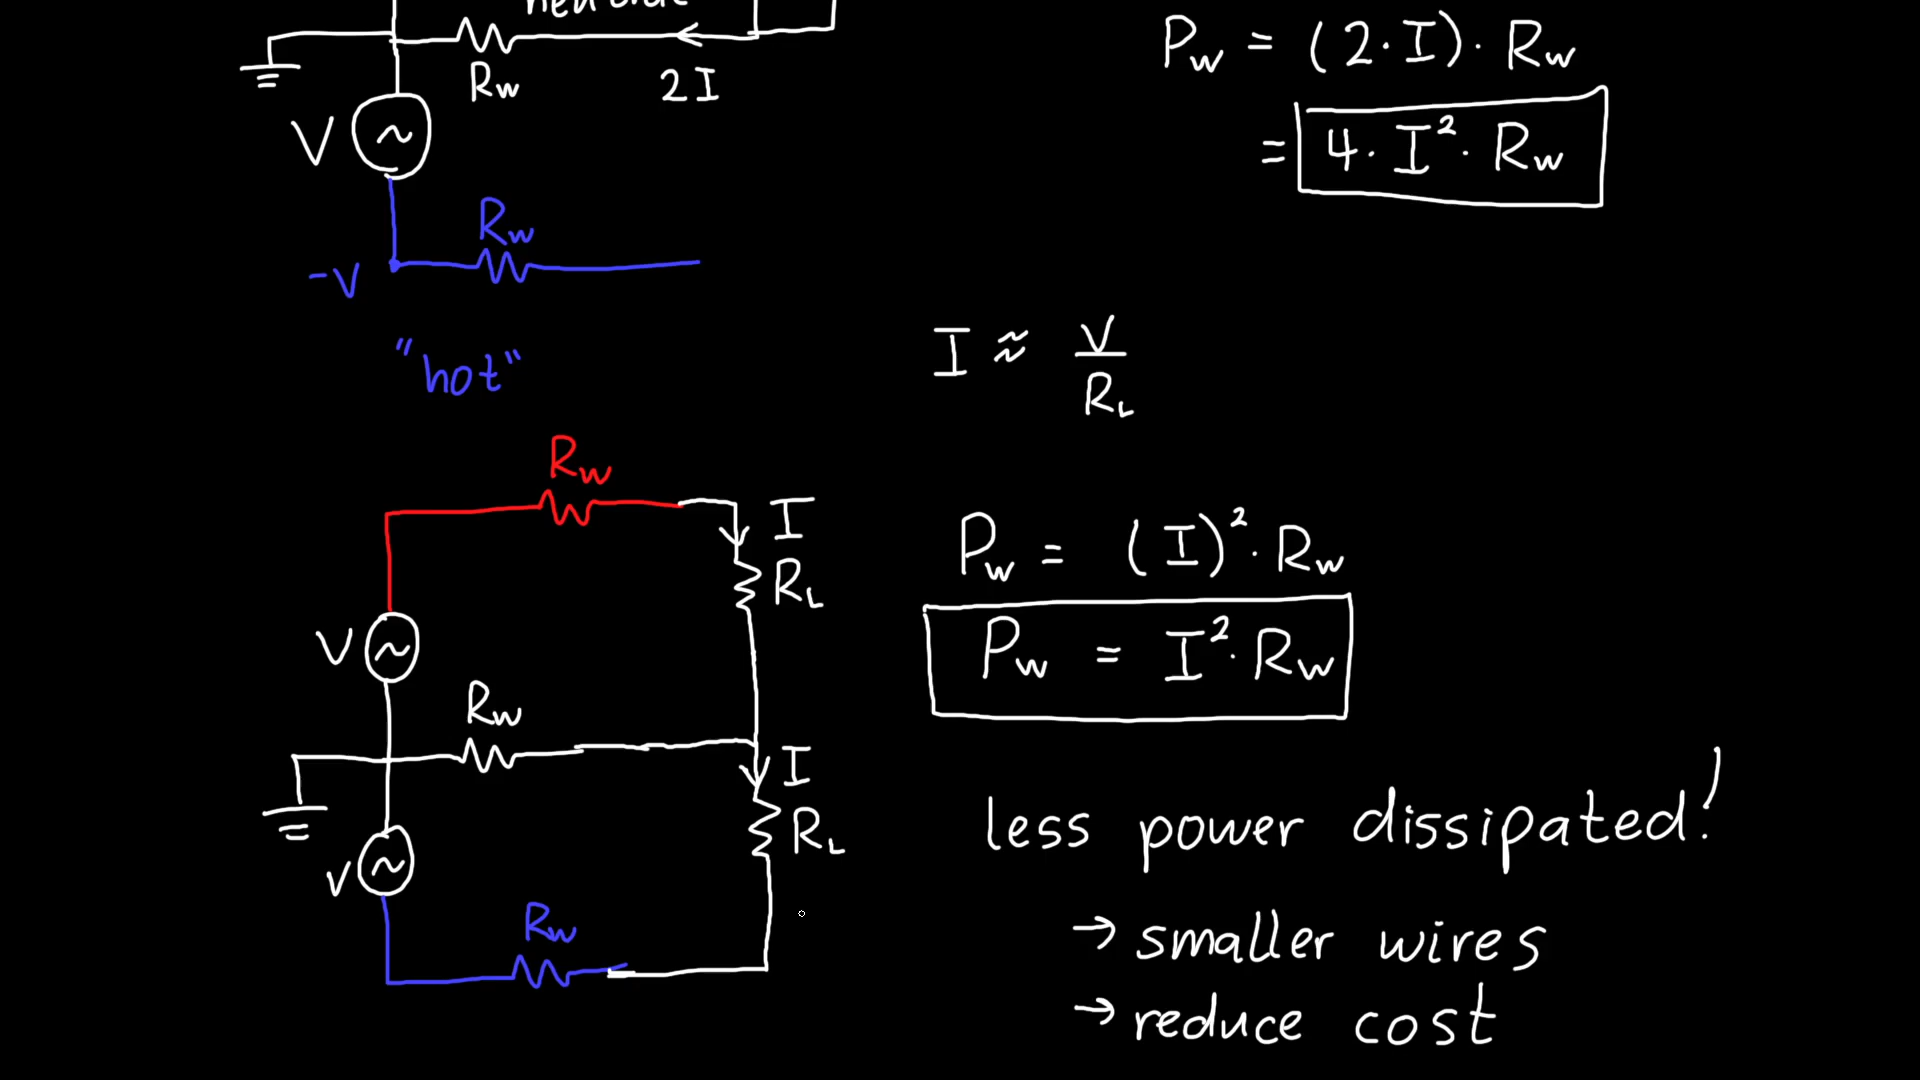 neutral
Rw
2I
V
Rw
-V
"hot"
Pw = (2·I)·Rw
= 4·I²·Rw
I ≈ V/RL
Rw
I
RL
V
Rw
I
RL
V
Rw
Pw = (I)²·Rw
Pw = I²·Rw
less power dissipated!
→ smaller wires
→ reduce cost